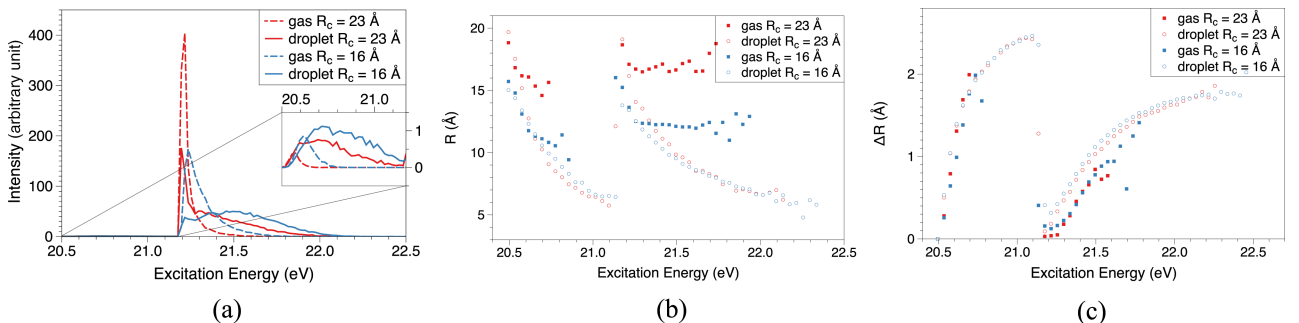 Intensity (arbitrary unit)
400
300
200
100
0
gas Rc = 23 Å
droplet Rc = 23 Å
gas Rc = 16 Å
droplet Rc = 16 Å
20.5
21.0
1
0
20.5
21.0
21.5
22.0
22.5
Excitation Energy (eV)
(a)
R (Å)
20
15
10
5
gas Rc = 23 Å
droplet Rc = 23 Å
gas Rc = 16 Å
droplet Rc = 16 Å
20.5
21.0
21.5
22.0
22.5
Excitation Energy (eV)
(b)
ΔR (Å)
2
1
0
gas Rc = 23 Å
droplet Rc = 23 Å
gas Rc = 16 Å
droplet Rc = 16 Å
20.5
21.0
21.5
22.0
22.5
Excitation Energy (eV)
(c)